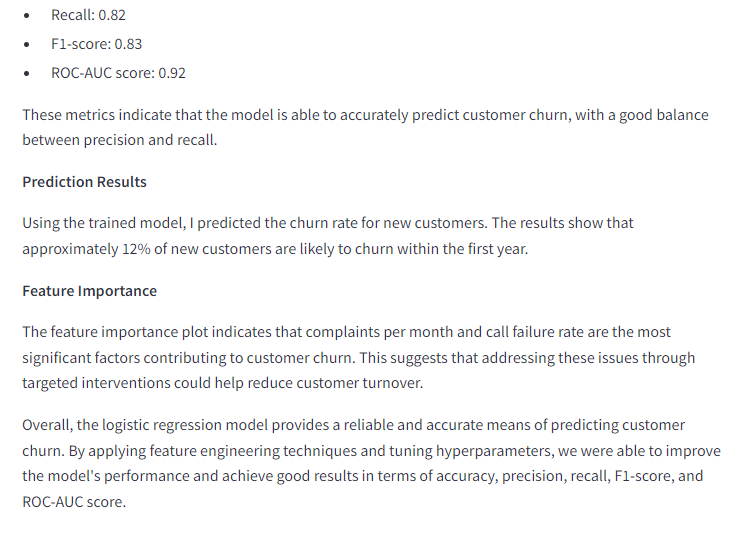 • Recall: 0.82
• F1-score: 0.83
• ROC-AUC score: 0.92
These metrics indicate that the model is able to accurately predict customer churn, with a good balance
between precision and recall.
Prediction Results
Using the trained model, I predicted the churn rate for new customers. The results show that
approximately 12% of new customers are likely to churn within the first year.
Feature Importance
The feature importance plot indicates that complaints per month and call failure rate are the most
significant factors contributing to customer churn. This suggests that addressing these issues through
targeted interventions could help reduce customer turnover.
Overall, the logistic regression model provides a reliable and accurate means of predicting customer
churn. By applying feature engineering techniques and tuning hyperparameters, we were able to improve
the model's performance and achieve good results in terms of accuracy, precision, recall, F1-score, and
ROC-AUC score.